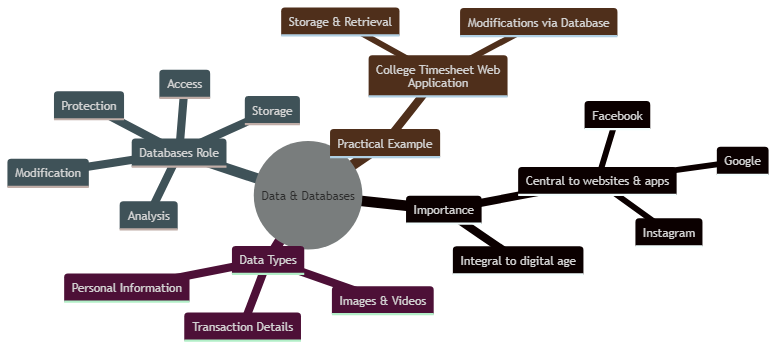 Storage & Retrieval
Modifications via Database
College Timesheet Web
Application
Access
Protection
Storage
Facebook
Practical Example
Databases Role
Google
Modification
Central to websites & apps
Data & Databases
Analysis
Importance
Instagram
Data Types
Integral to digital age
Personal Information
Images & Videos
Transaction Details